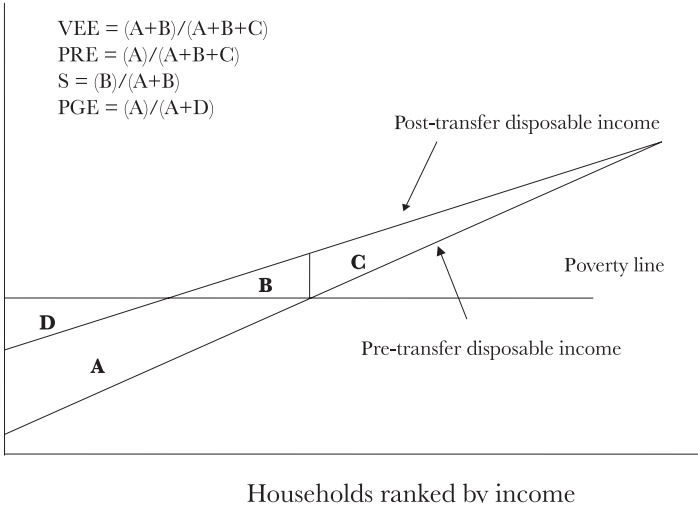 VEE = (A+B)/(A+B+C)
PRE = (A)/(A+B+C)
S = (B)/(A+B)
PGE = (A)/(A+D)
Post-transfer disposable income
C
Poverty line
B
D
Pre-transfer disposable income
A
Households ranked by income